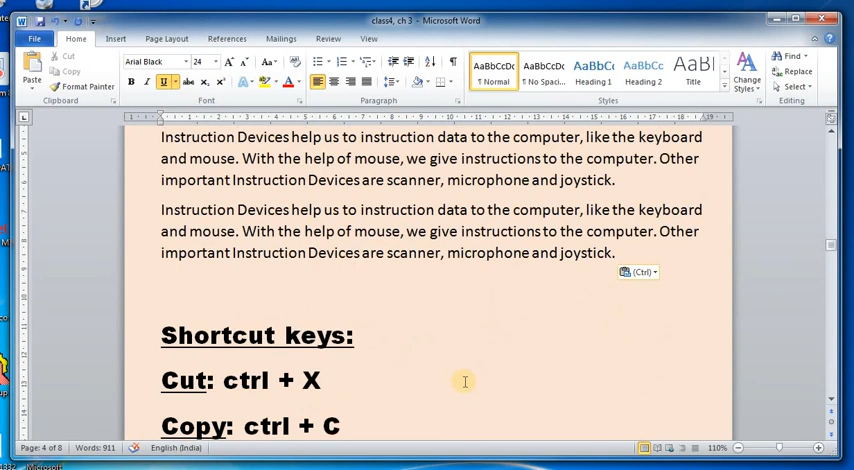 class4, ch 3 - Microsoft Word
File Home Insert Page Layout References Mailings Review View
Paste
Cut
Copy
Format Painter
Clipboard
Arial Black 24
Font
Paragraph
AaBbCcDc AaBbCcDc AaBbC AaBbCc AaBl
¶ Normal ¶ No Spaci... Heading 1 Heading 2 Title
Change
Styles
Styles
Find
Replace
Select
Editing
Instruction Devices help us to instruction data to the computer, like the keyboard
and mouse. With the help of mouse, we give instructions to the computer. Other
important Instruction Devices are scanner, microphone and joystick.
Instruction Devices help us to instruction data to the computer, like the keyboard
and mouse. With the help of mouse, we give instructions to the computer. Other
important Instruction Devices are scanner, microphone and joystick.
(Ctrl)
Shortcut keys:
Cut: ctrl + X
Copy: ctrl + C
Page: 4 of 8 Words: 911 English (India) 110%